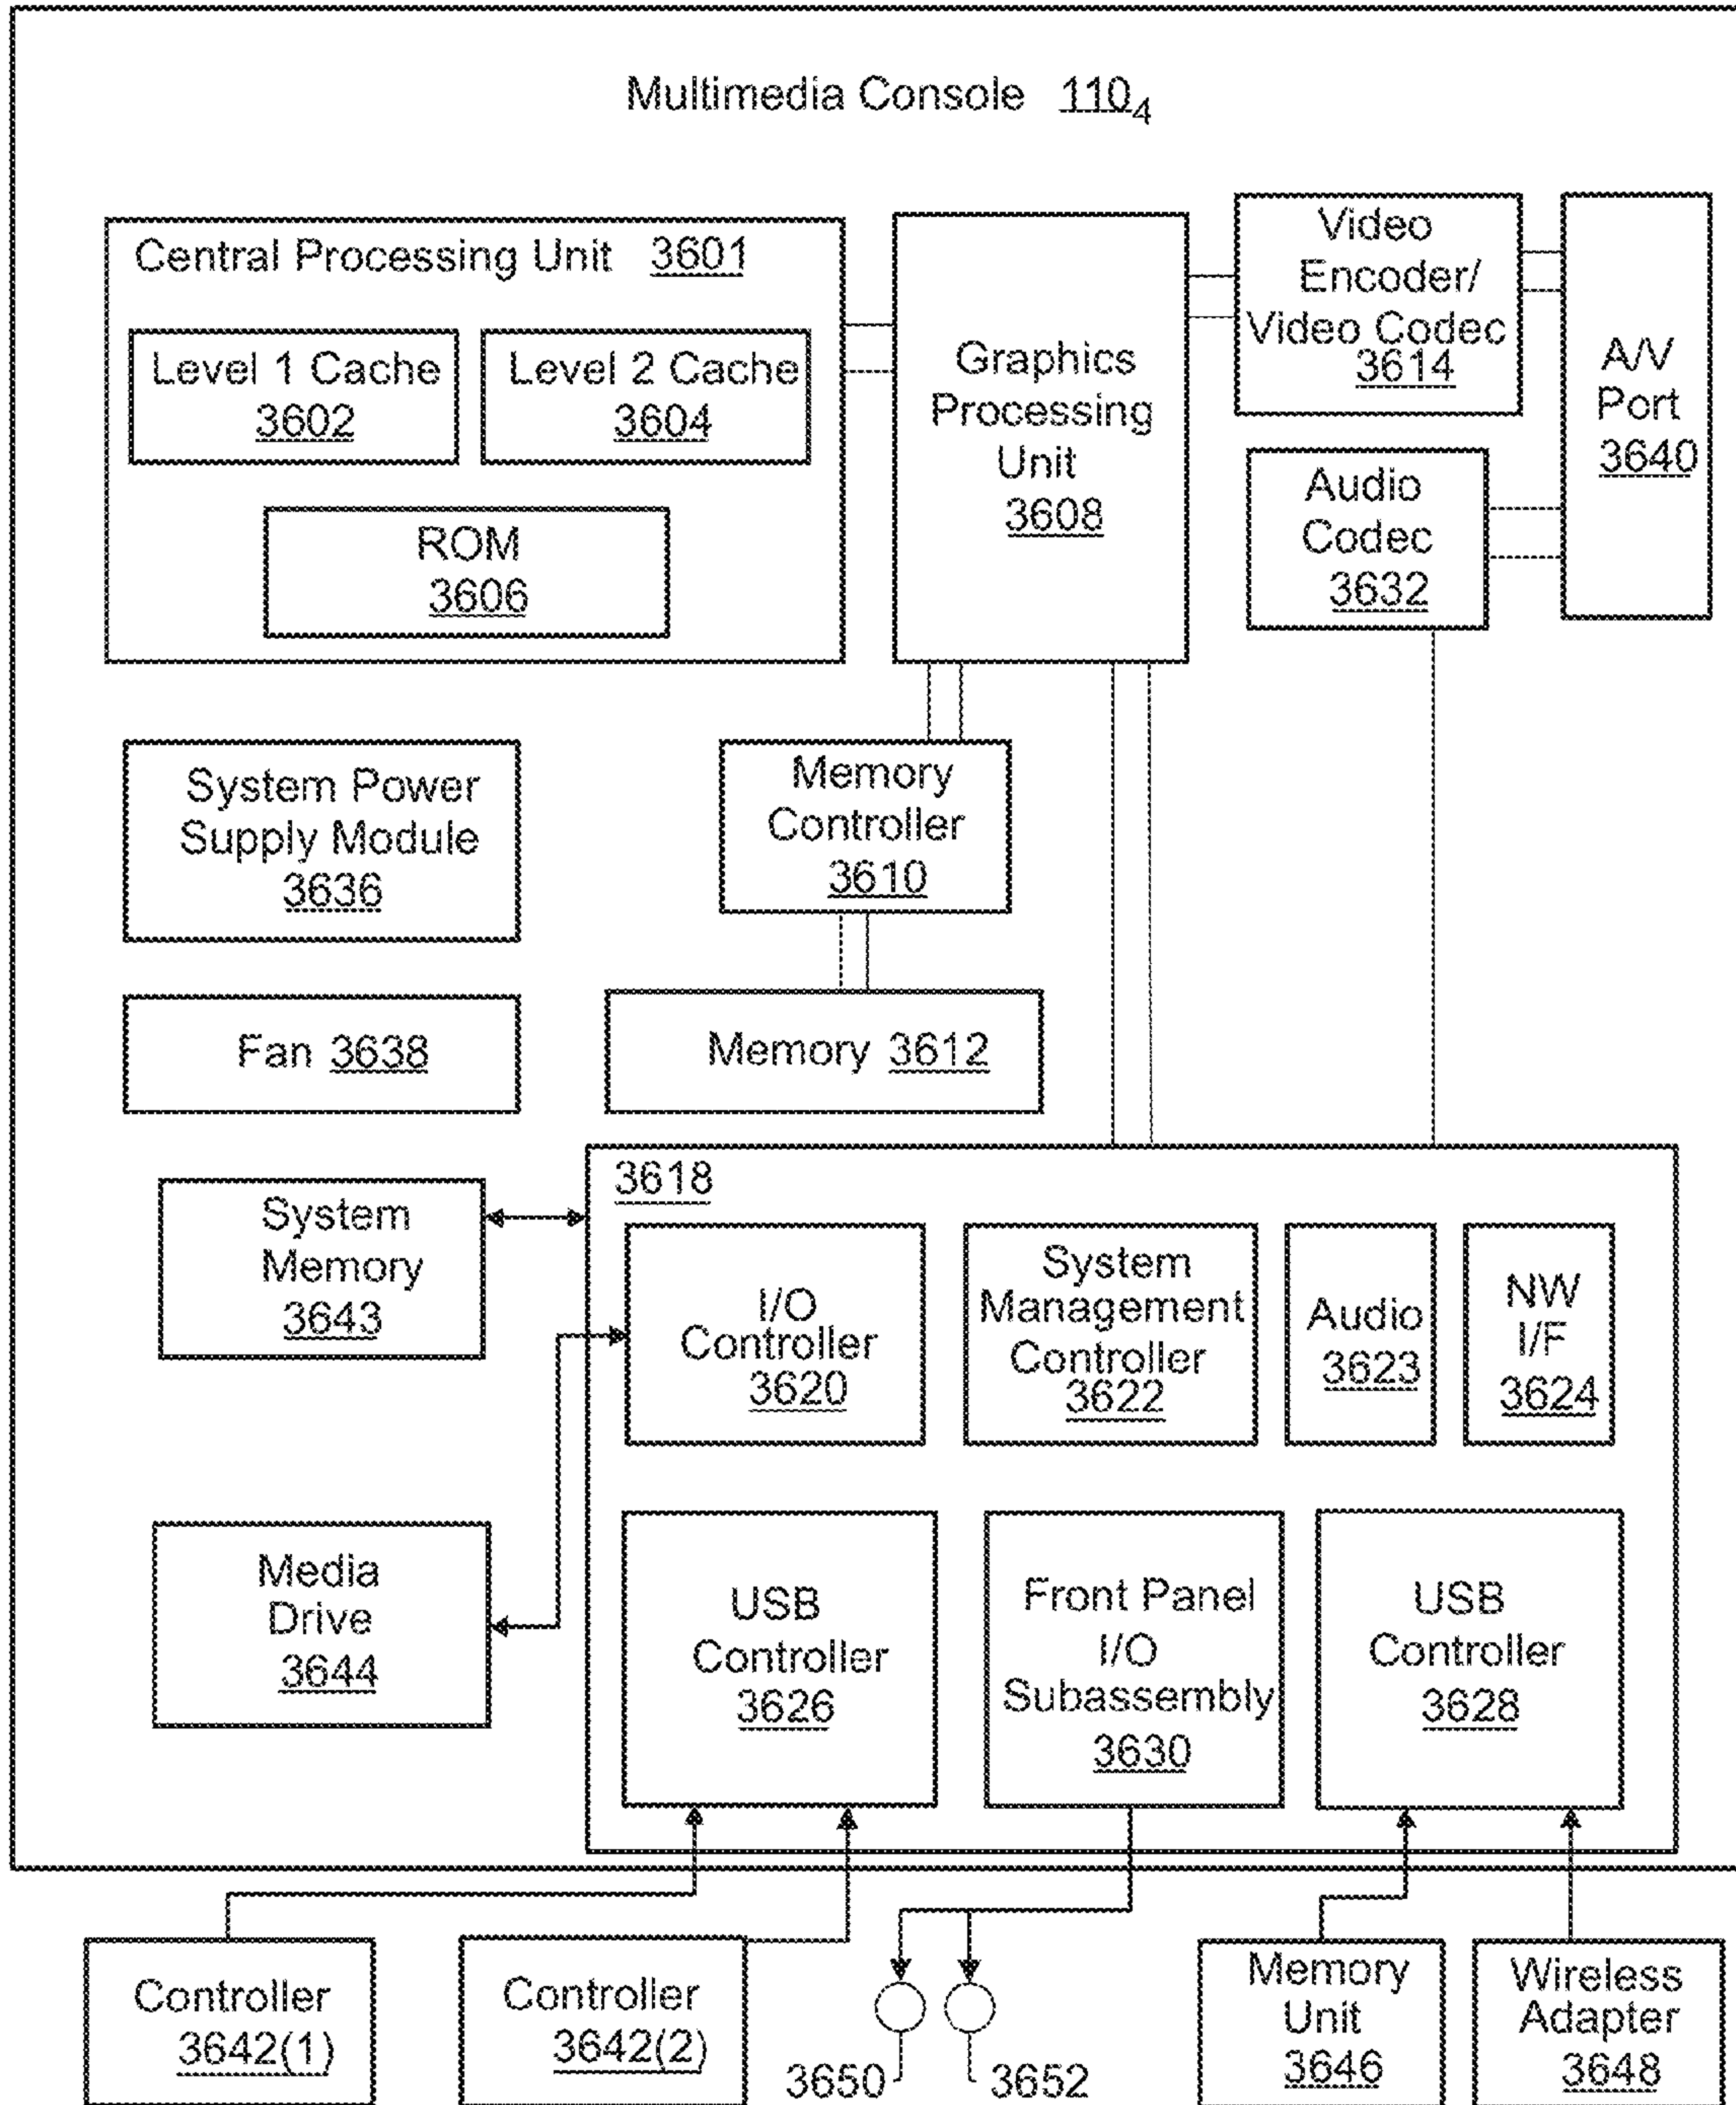 Multimedia Console 110₄
Central Processing Unit 3601
Level 1 Cache
3602
Level 2 Cache
3604
ROM
3606
Graphics
Processing
Unit
3608
Video
Encoder/
Video Codec
3614
A/V
Port
3640
Audio
Codec
3632
System Power
Supply Module
3636
Memory
Controller
3610
Fan 3638
Memory 3612
System
Memory
3643
3618
I/O
Controller
3620
System
Management
Controller
3622
Audio
3623
NW
I/F
3624
Media
Drive
3644
USB
Controller
3626
Front Panel
I/O
Subassembly
3630
USB
Controller
3628
Controller
3642(1)
Controller
3642(2)
3650
3652
Memory
Unit
3646
Wireless
Adapter
3648